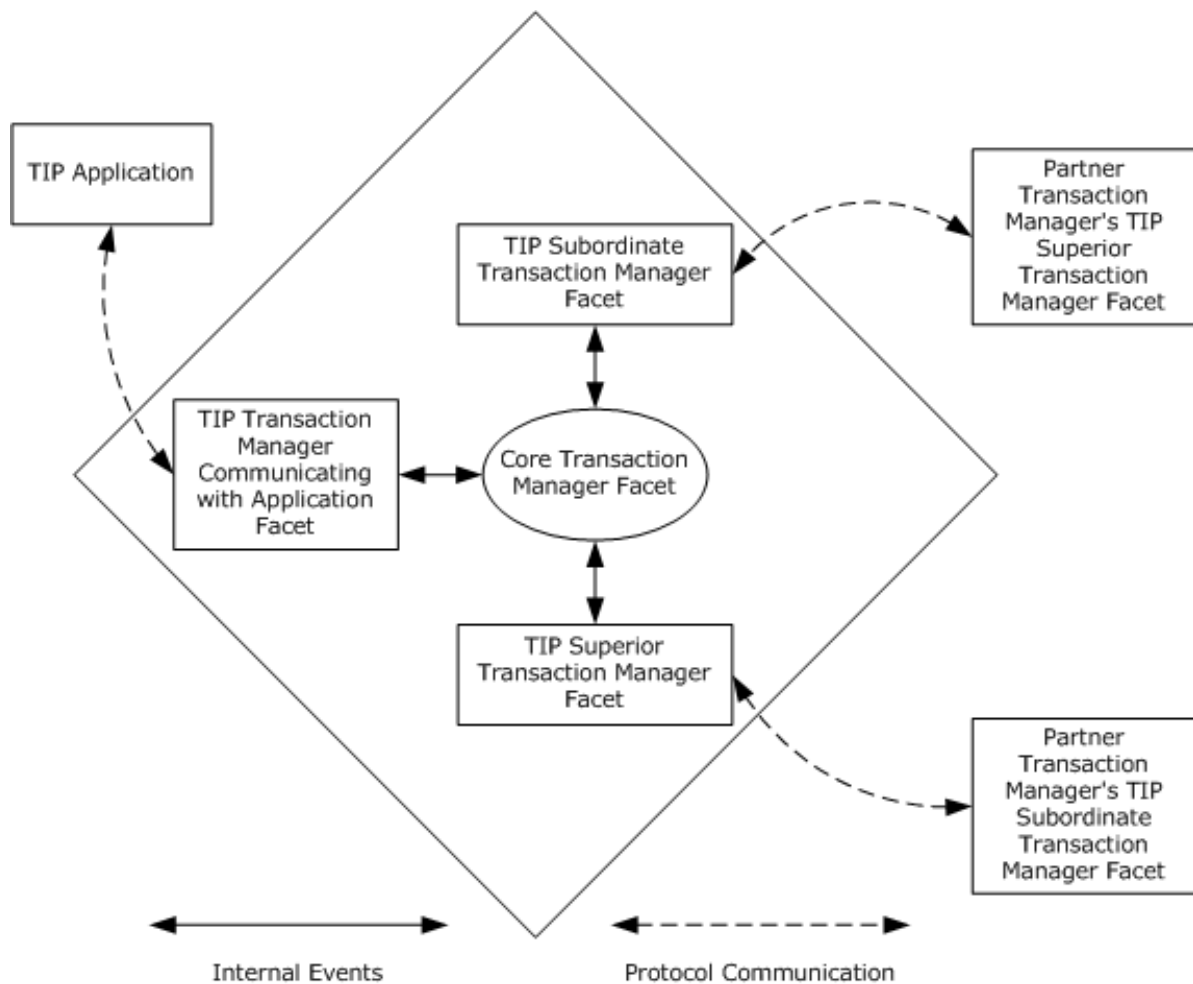 TIP Application
Partner
Transaction
Manager's TIP
Superior
Transaction
Manager Facet
TIP Subordinate
Transaction Manager
Facet
TIP Transaction
Manager
Communicating
with Application
Facet
Core Transaction
Manager Facet
TIP Superior
Transaction Manager
Facet
Partner
Transaction
Manager's TIP
Subordinate
Transaction
Manager Facet
Internal Events
Protocol Communication